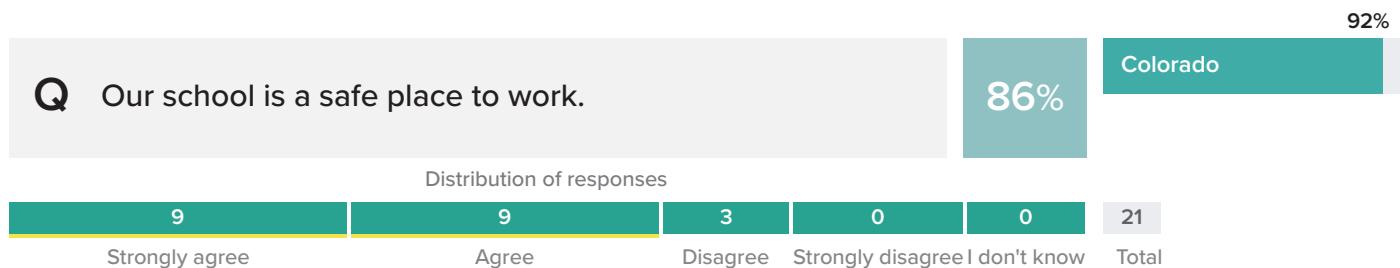 92%
Q Our school is a safe place to work.
86%
Colorado
Distribution of responses
9 9 3 0 0 21
Strongly agree Agree Disagree Strongly disagree I don't know Total